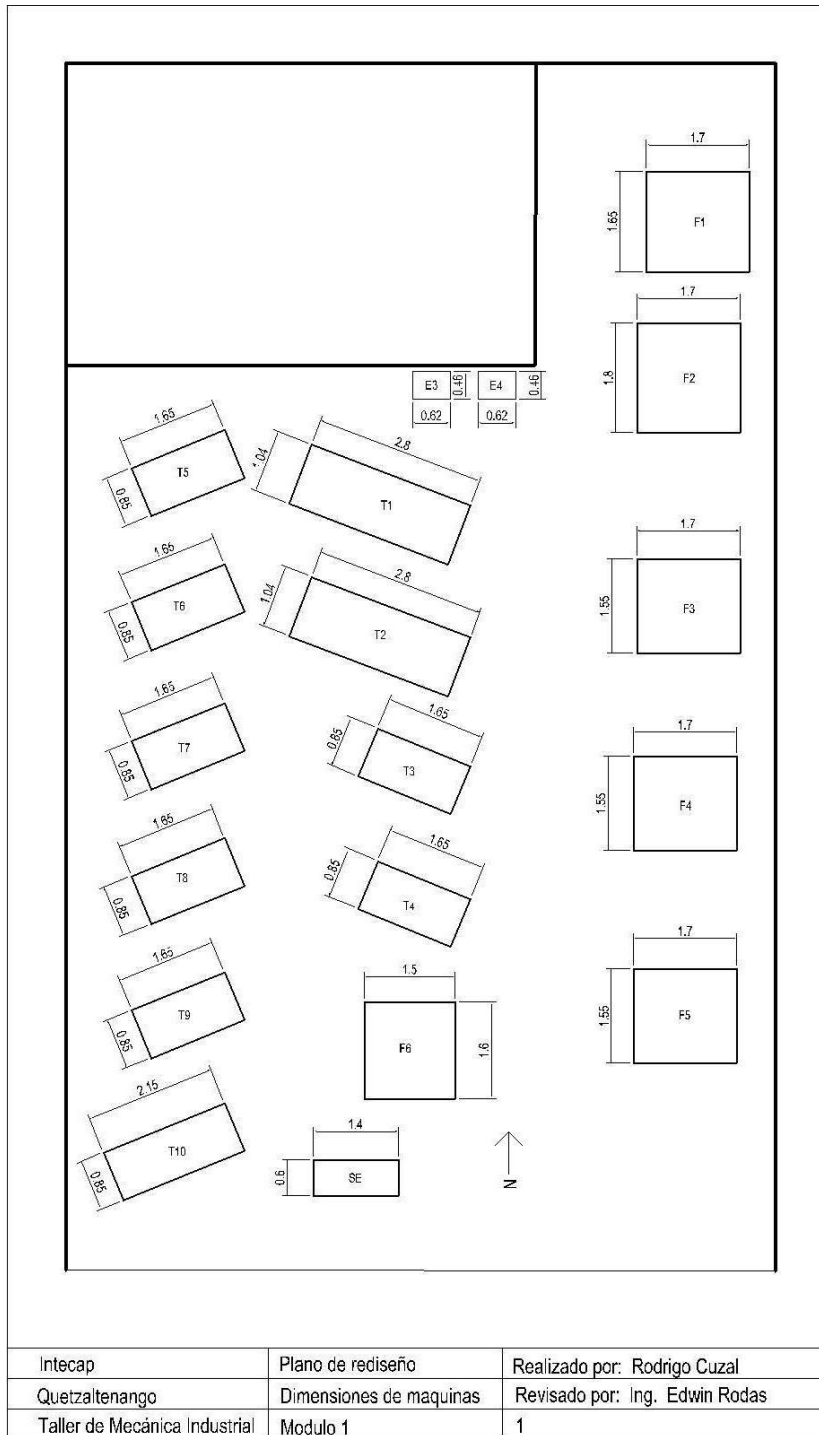 1.7
1.65
F1
1.7
1.8
F2
E3
0.46
E4
0.46
0.62
0.62
1.65
0.85
T5
2.8
1.04
T1
1.65
0.85
T6
2.8
1.04
T2
1.7
1.55
F3
1.65
0.85
T7
1.65
0.85
T3
1.7
1.55
F4
1.65
0.85
T8
1.65
0.85
T4
1.65
0.85
T9
1.5
F6
1.6
1.7
1.55
F5
2.15
0.85
T10
1.4
0.6
SE
N
Intecap
Plano de rediseño
Realizado por: Rodrigo Cuzal
Quetzaltenango
Dimensiones de maquinas
Revisado por: Ing. Edwin Rodas
Taller de Mecánica Industrial
Modulo 1
1